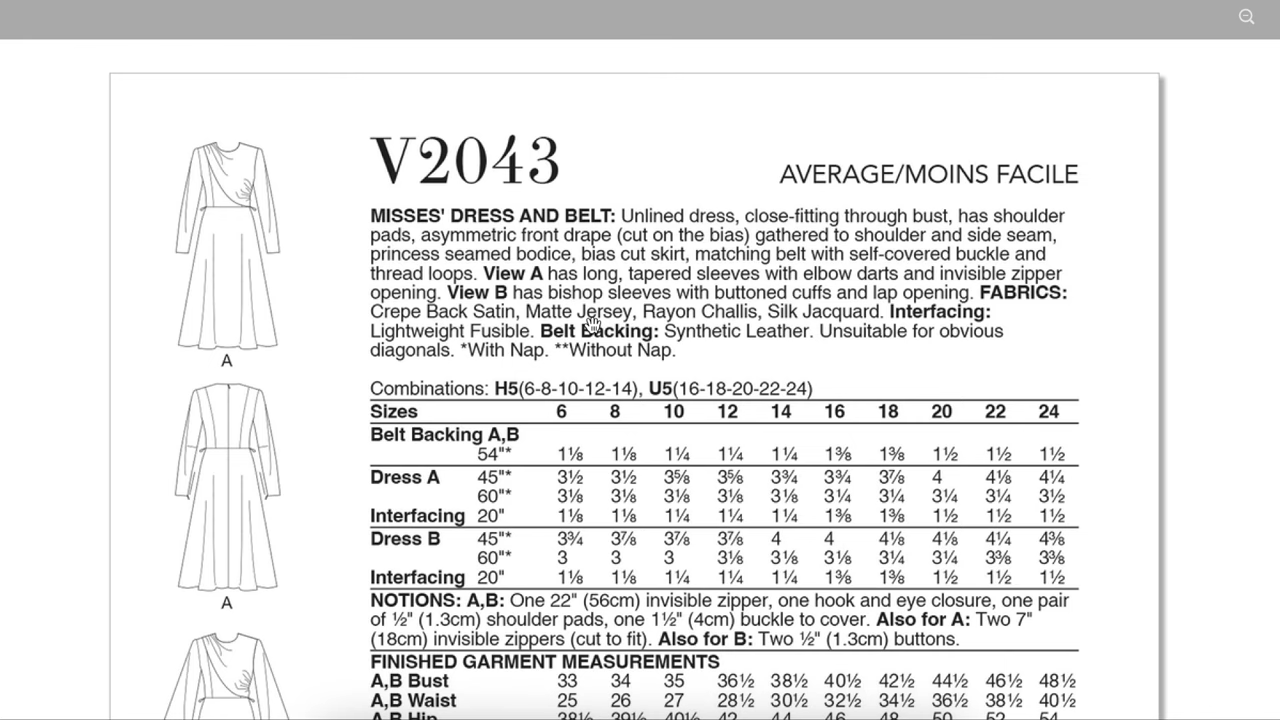 V2043
AVERAGE/MOINS FACILE
MISSES' DRESS AND BELT: Unlined dress, close-fitting through bust, has shoulder
pads, asymmetric front drape (cut on the bias) gathered to shoulder and side seam,
princess seamed bodice, bias cut skirt, matching belt with self-covered buckle and
thread loops. View A has long, tapered sleeves with elbow darts and invisible zipper
opening. View B has bishop sleeves with buttoned cuffs and lap opening. FABRICS:
Crepe Back Satin, Matte Jersey, Rayon Challis, Silk Jacquard. Interfacing:
Lightweight Fusible. Belt Backing: Synthetic Leather. Unsuitable for obvious
diagonals. *With Nap. **Without Nap.
Combinations: H5(6-8-10-12-14), U5(16-18-20-22-24)
Sizes 6 8 10 12 14 16 18 20 22 24
Belt Backing A,B
54"* 1⅛ 1⅛ 1¼ 1¼ 1¼ 1⅜ 1⅜ 1½ 1½ 1½
Dress A 45"* 3½ 3½ 3⅝ 3⅝ 3¾ 3¾ 3⅞ 4 4⅛ 4¼
60"* 3⅛ 3⅛ 3⅛ 3⅛ 3⅛ 3¼ 3¼ 3¼ 3¼ 3½
Interfacing 20" 1⅛ 1⅛ 1¼ 1¼ 1¼ 1⅜ 1⅜ 1½ 1½ 1½
Dress B 45"* 3¾ 3⅞ 3⅞ 3⅞ 4 4 4⅛ 4⅛ 4¼ 4⅜
60"* 3 3 3 3⅛ 3⅛ 3⅛ 3¼ 3¼ 3⅜ 3⅜
Interfacing 20" 1⅛ 1⅛ 1¼ 1¼ 1¼ 1⅜ 1⅜ 1½ 1½ 1½
NOTIONS: A,B: One 22" (56cm) invisible zipper, one hook and eye closure, one pair
of ½" (1.3cm) shoulder pads, one 1½" (4cm) buckle to cover. Also for A: Two 7"
(18cm) invisible zippers (cut to fit). Also for B: Two ½" (1.3cm) buttons.
FINISHED GARMENT MEASUREMENTS
A,B Bust 33 34 35 36½ 38½ 40½ 42½ 44½ 46½ 48½
A,B Waist 25 26 27 28½ 30½ 32½ 34½ 36½ 38½ 40½
A,B Hip 38½ 39½ 40½ 42 44 46 48 50 52 54
A
A